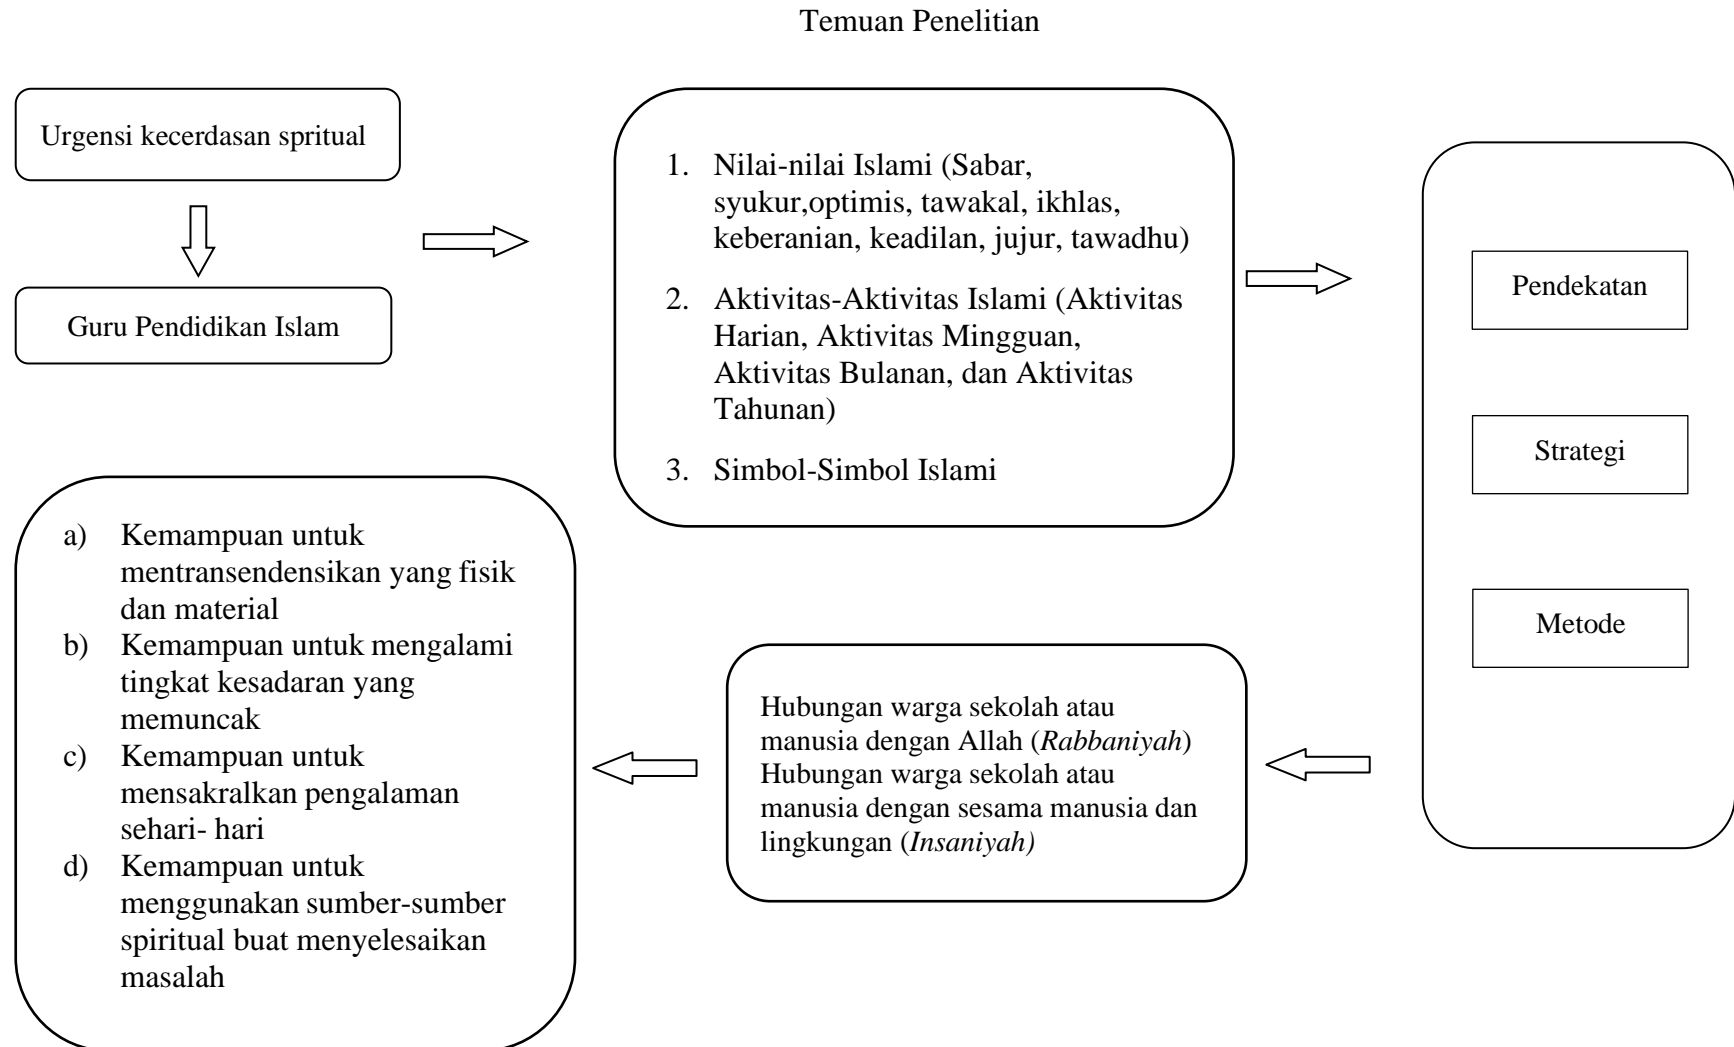 Temuan Penelitian
Urgensi kecerdasan spritual
Guru Pendidikan Islam
1. Nilai-nilai Islami (Sabar,
syukur,optimis, tawakal, ikhlas,
keberanian, keadilan, jujur, tawadhu)
2. Aktivitas-Aktivitas Islami (Aktivitas
Harian, Aktivitas Mingguan,
Aktivitas Bulanan, dan Aktivitas
Tahunan)
3. Simbol-Simbol Islami
Pendekatan
Strategi
Metode
Hubungan warga sekolah atau
manusia dengan Allah (Rabbaniyah)
Hubungan warga sekolah atau
manusia dengan sesama manusia dan
lingkungan (Insaniyah)
a) Kemampuan untuk
mentransendensikan yang fisik
dan material
b) Kemampuan untuk mengalami
tingkat kesadaran yang
memuncak
c) Kemampuan untuk
mensakralkan pengalaman
sehari- hari
d) Kemampuan untuk
menggunakan sumber-sumber
spiritual buat menyelesaikan
masalah